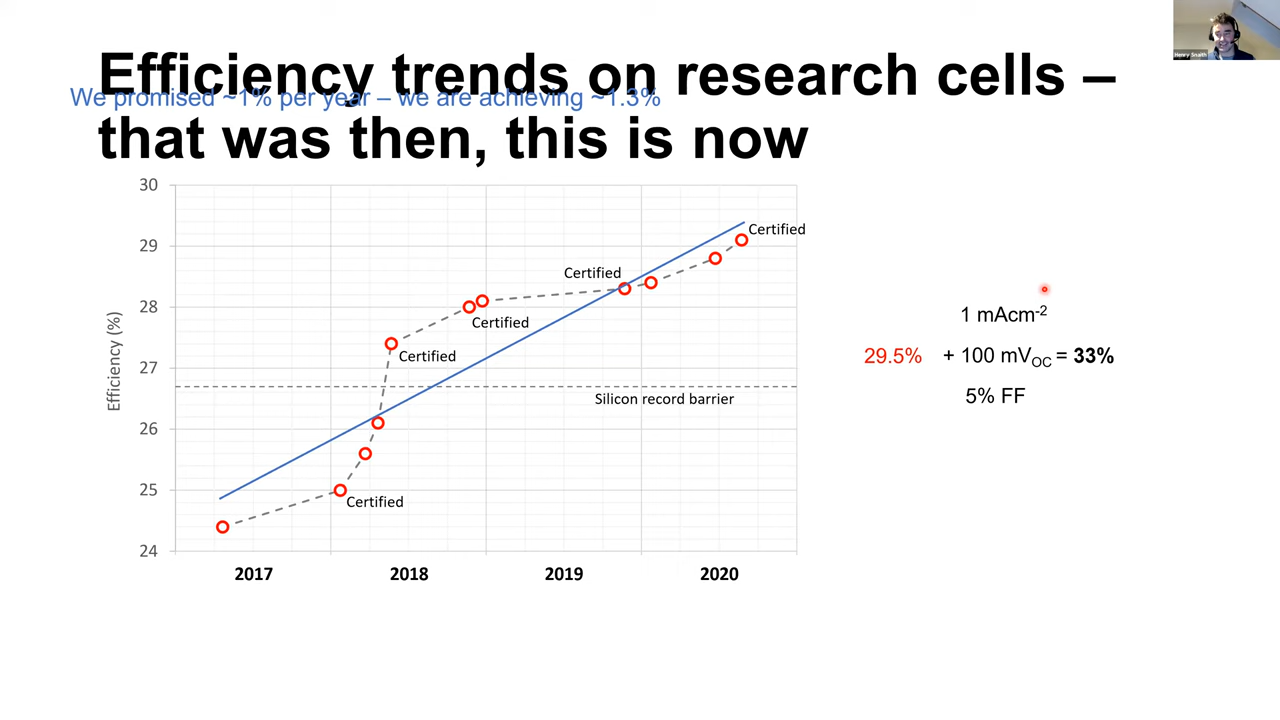 Henry Snaith
Efficiency trends on research cells –
We promised ~1% per year – we are achieving ~1.3%
that was then, this is now
30
29
28
27
26
25
24
Efficiency (%)
Certified
Certified
Certified
Certified
Certified
Silicon record barrier
2017
2018
2019
2020
1 mAcm-2
29.5% + 100 mVOC = 33%
5% FF